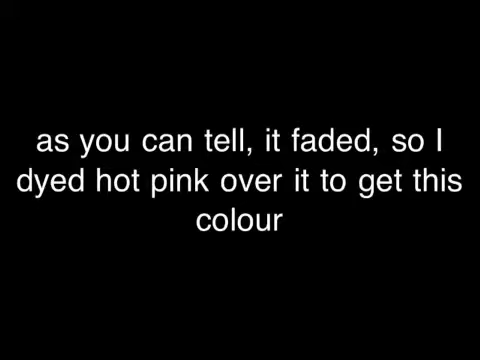 as you can tell, it faded, so I
dyed hot pink over it to get this
colour